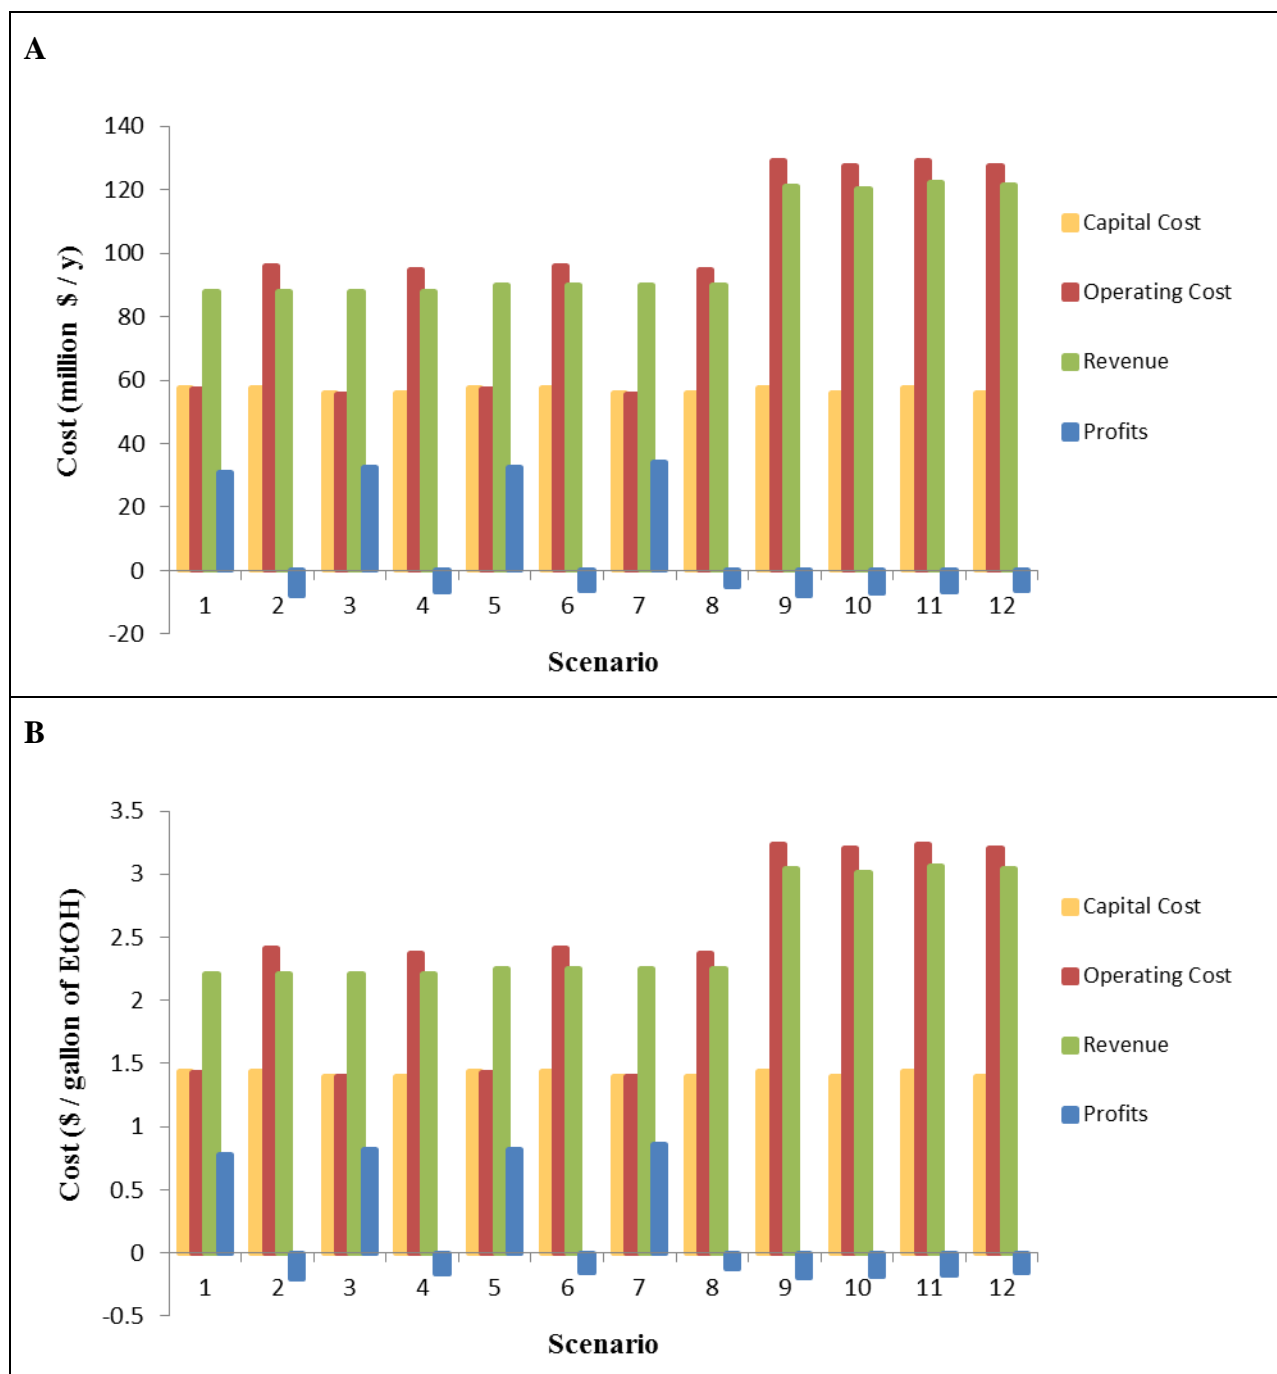 A
140
120
100
80
60
40
20
0
-20
Cost (million $ / y)
1 2 3 4 5 6 7 8 9 10 11 12
Scenario
Capital Cost
Operating Cost
Revenue
Profits
B
3.5
3
2.5
2
1.5
1
0.5
0
-0.5
Cost ($ / gallon of EtOH)
1 2 3 4 5 6 7 8 9 10 11 12
Scenario
Capital Cost
Operating Cost
Revenue
Profits